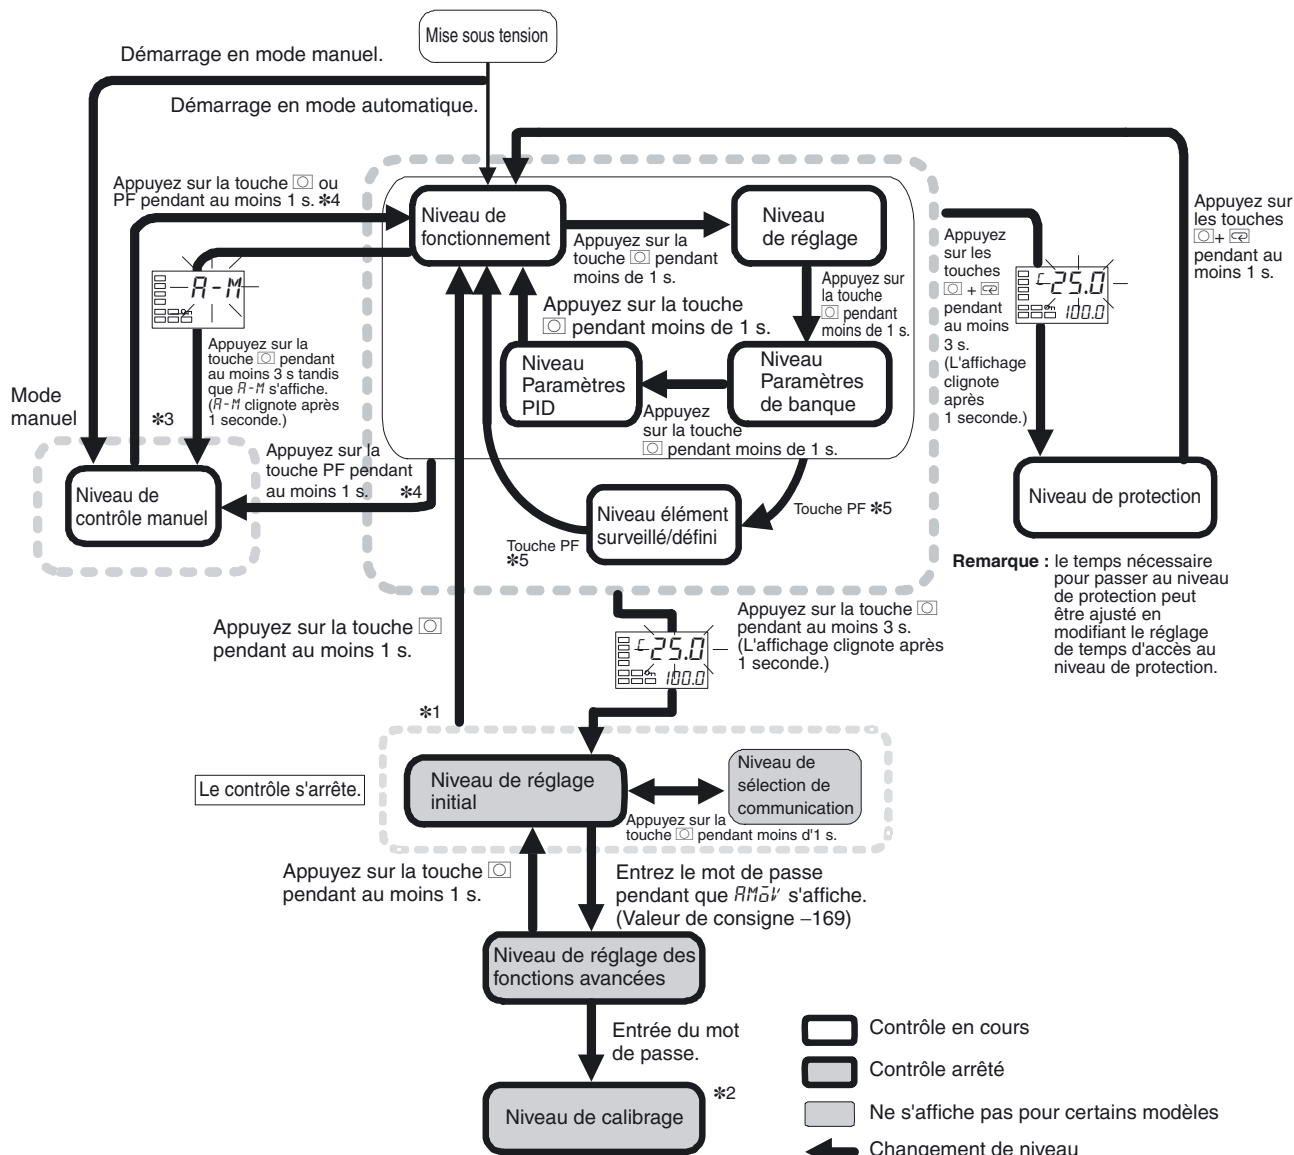 Mise sous tension
Démarrage en mode manuel.
Démarrage en mode automatique.
Appuyez sur la touche ou
PF pendant au moins 1 s. ✻4
Niveau de
fonctionnement
Appuyez sur la
touche pendant
moins de 1 s.
Niveau
de réglage
Appuyez sur
la touche
pendant
moins de 1 s.
Appuyez sur la touche
pendant moins de 1 s.
Niveau
Paramètres
PID
Niveau
Paramètres
de banque
Appuyez
sur la touche
pendant moins de 1 s.
A-M
Appuyez sur la
touche pendant
au moins 3 s tandis
que A-M s'affiche.
(A-M clignote après
1 seconde.)
✻3
Mode
manuel
Niveau de
contrôle manuel
Appuyez sur la
touche PF pendant
au moins 1 s. ✻4
Niveau élément
surveillé/défini
Touche PF ✻5
Touche PF
✻5
Appuyez
sur les
touches
+
pendant
au moins
3 s.
(L'affichage
clignote
après
1 seconde.)
C 25.0
100.0
Appuyez sur
les touches
+
pendant au
moins 1 s.
Niveau de protection
Remarque : le temps nécessaire
pour passer au niveau
de protection peut
être ajusté en
modifiant le réglage
de temps d'accès au
niveau de protection.
Appuyez sur la touche
pendant au moins 1 s.
✻1
C 25.0
100.0
Appuyez sur la touche
pendant au moins 3 s.
(L'affichage clignote après
1 seconde.)
Le contrôle s'arrête.
Niveau de réglage
initial
Niveau de
sélection de
communication
Appuyez sur la
touche pendant moins d'1 s.
Appuyez sur la touche
pendant au moins 1 s.
Entrez le mot de passe
pendant que AMoV s'affiche.
(Valeur de consigne –169)
Niveau de réglage des
fonctions avancées
Entrée du mot
de passe.
Niveau de calibrage
✻2
Contrôle en cours
Contrôle arrêté
Ne s'affiche pas pour certains modèles
Changement de niveau